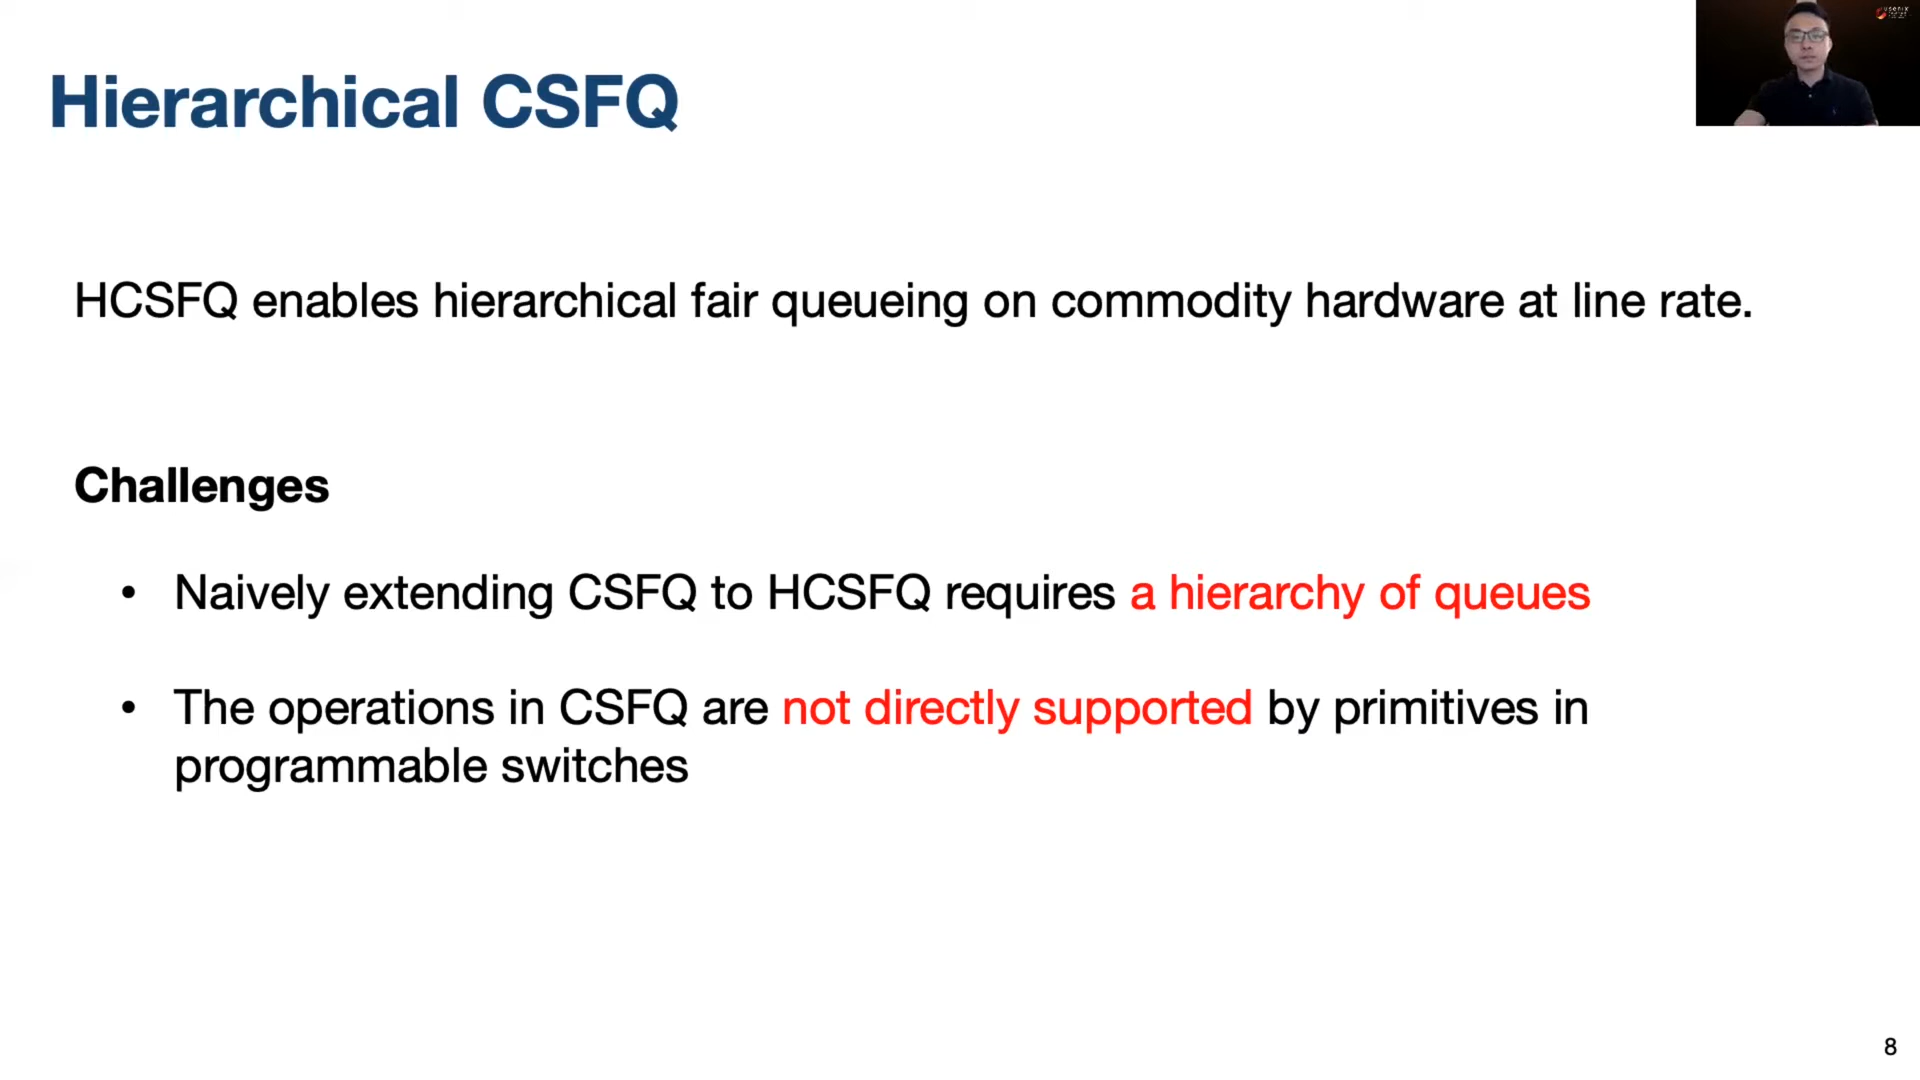 Hierarchical CSFQ
usenix
HCSFQ enables hierarchical fair queueing on commodity hardware at line rate.
Challenges
• Naively extending CSFQ to HCSFQ requires a hierarchy of queues
• The operations in CSFQ are not directly supported by primitives in
programmable switches
8